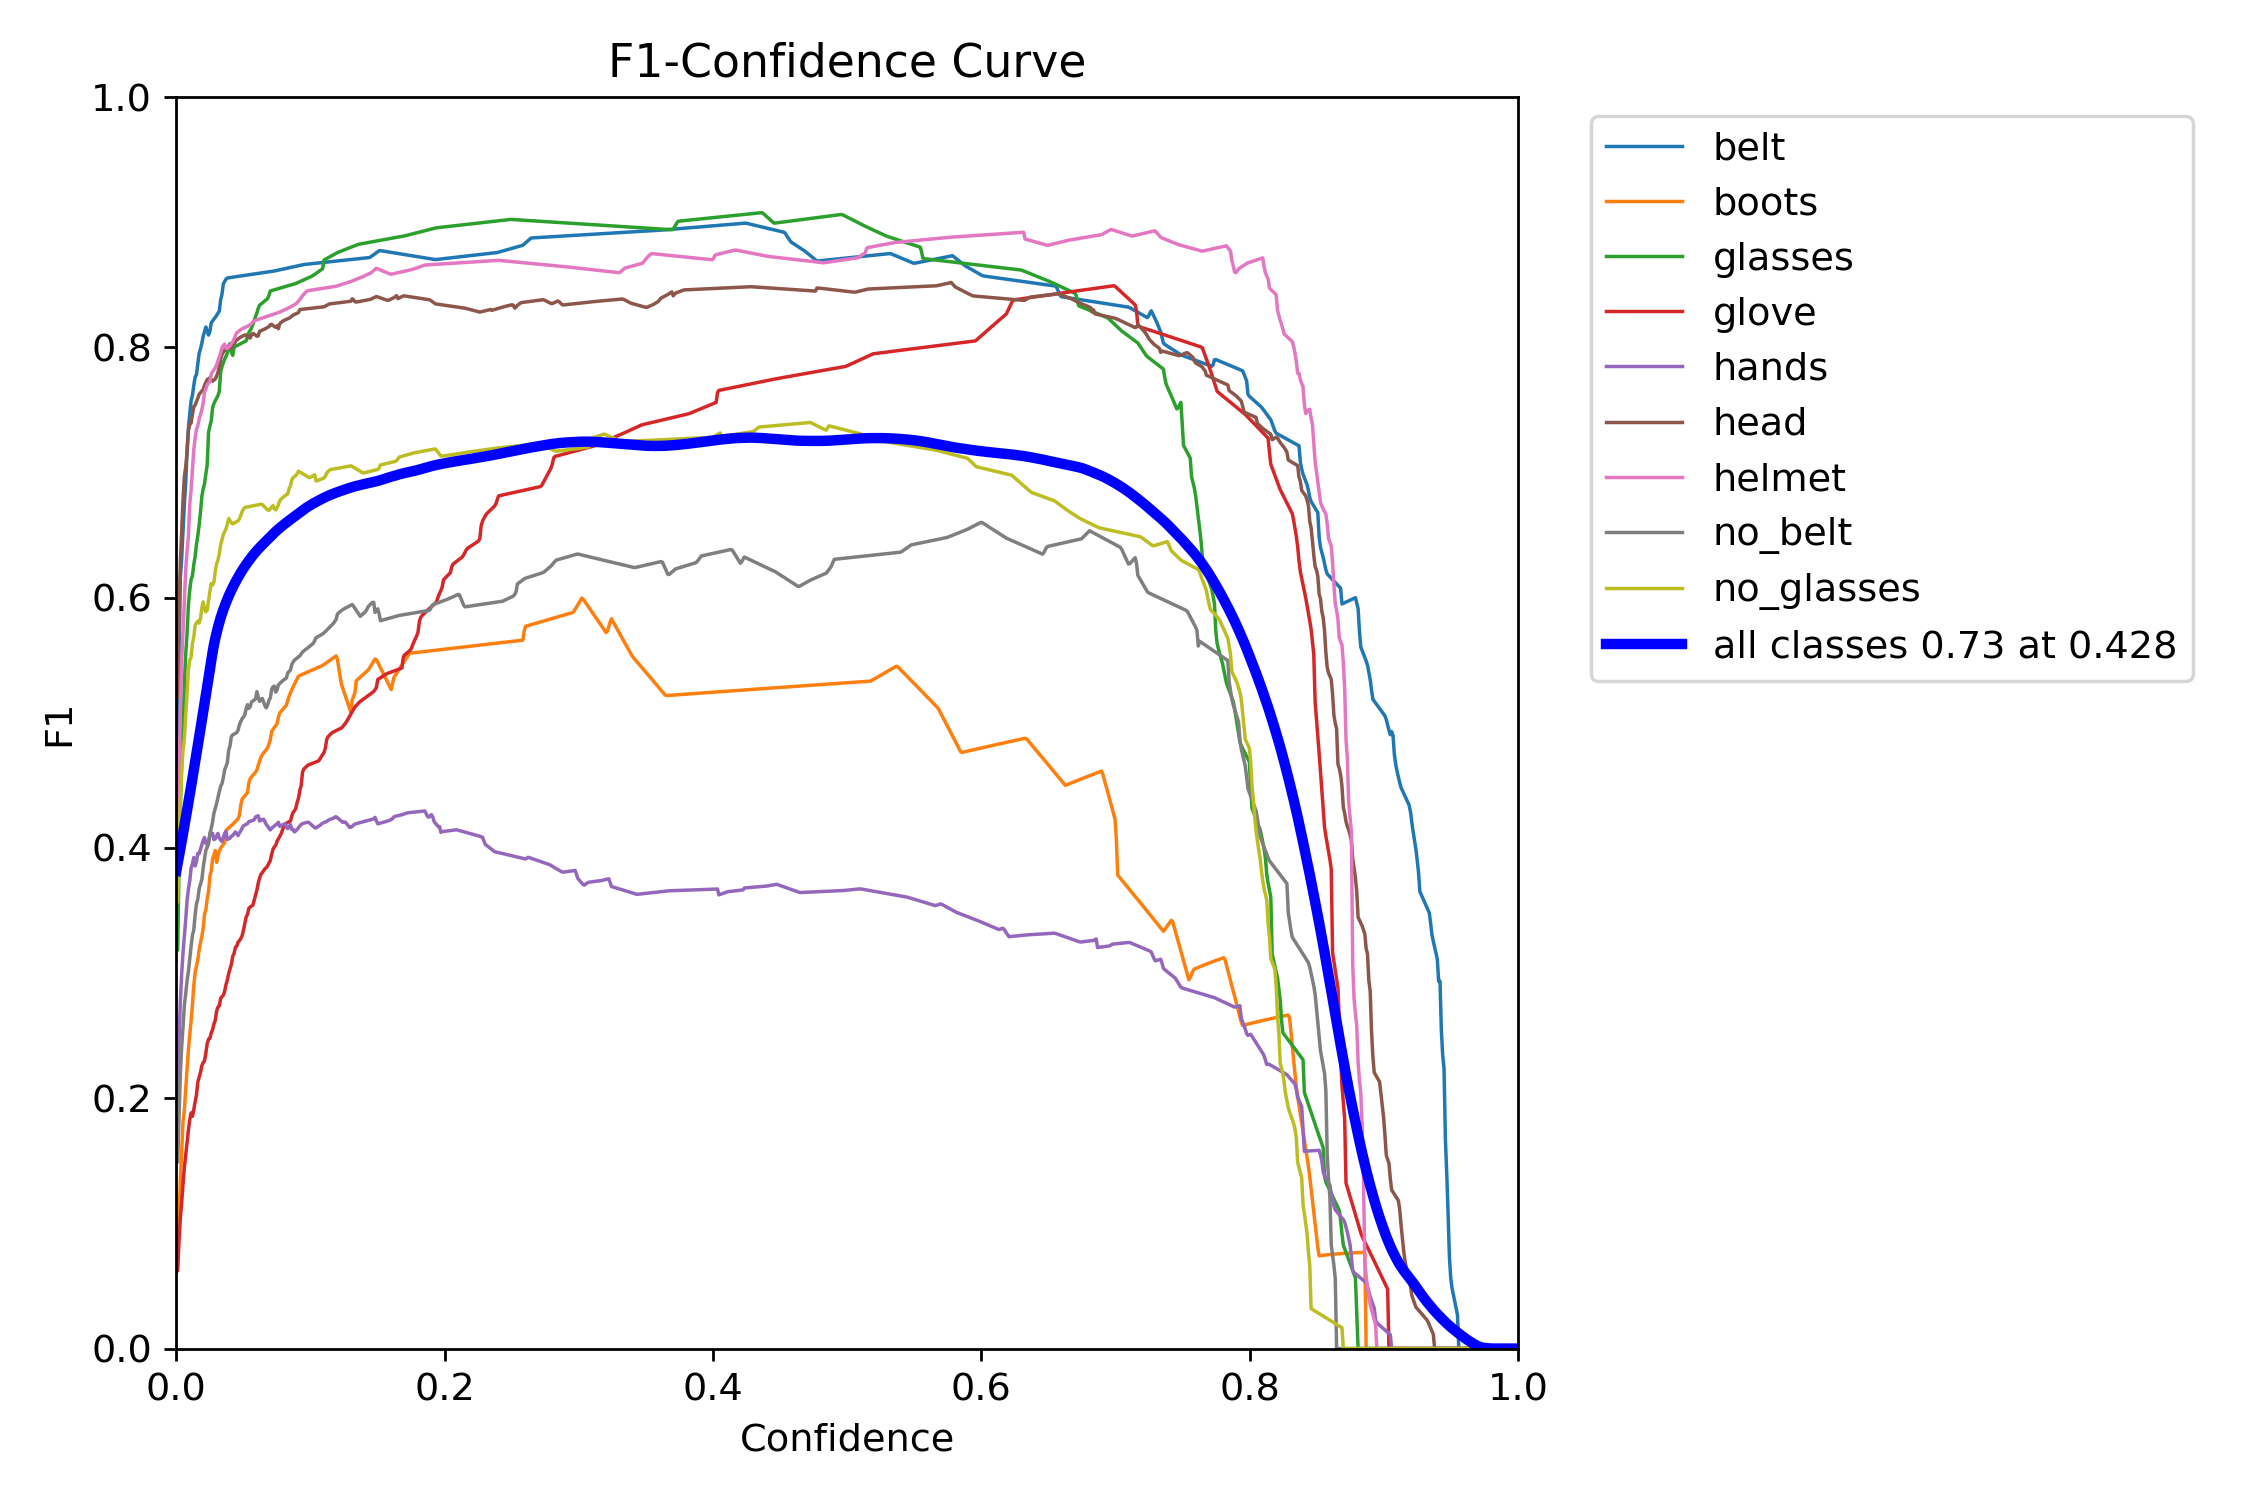 F1-Confidence Curve
1.0
0.8
0.6
0.4
0.2
0.0
F1
0.0 0.2 0.4 0.6 0.8 1.0
Confidence
belt
boots
glasses
glove
hands
head
helmet
no_belt
no_glasses
all classes 0.73 at 0.428